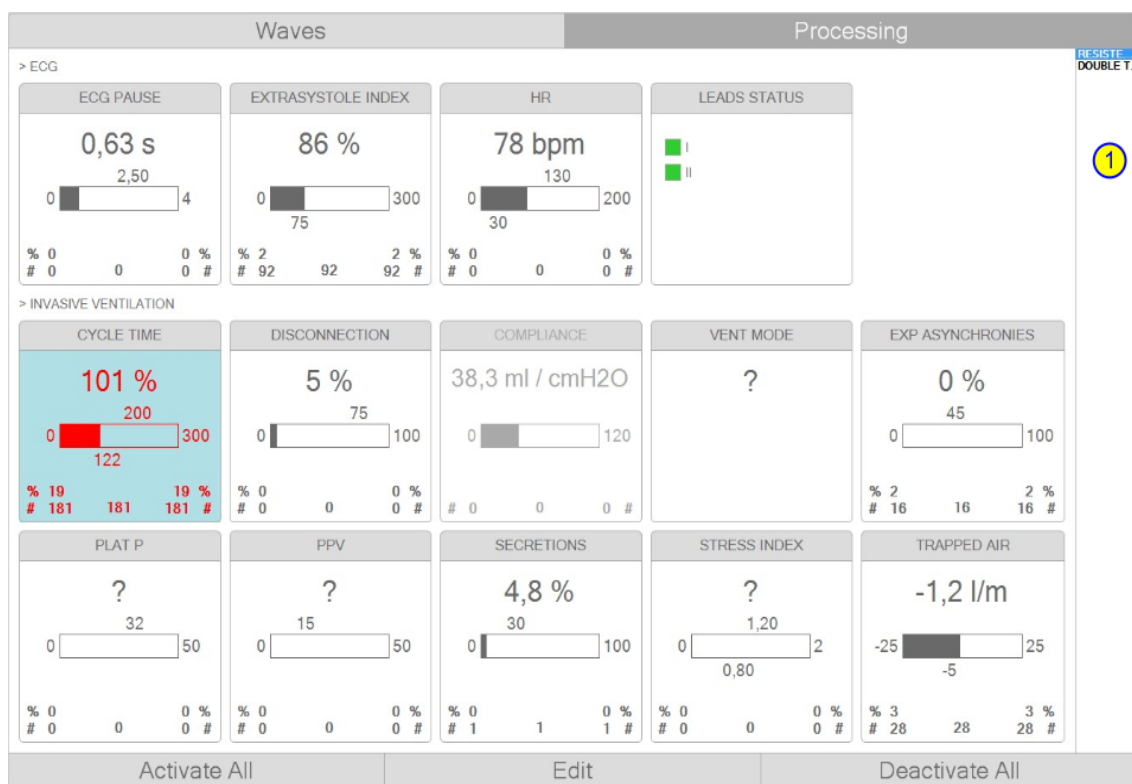 Waves Processing
RESISTE
DOUBLE T.
> ECG
ECG PAUSE EXTRASYSTOLE INDEX HR LEADS STATUS
0,63 s 86 % 78 bpm
I
2,50 130
II
0 4 0 300 0 200
75 30
% 0 0 % % 2 2 % % 0 0 %
# 0 0 0 # # 92 92 92 # # 0 0 0 #
1
> INVASIVE VENTILATION
CYCLE TIME DISCONNECTION COMPLIANCE VENT MODE EXP ASYNCHRONIES
101 % 5 % 38,3 ml / cmH2O ? 0 %
200 75 45
0 300 0 100 0 120 0 100
122
% 19 19 % % 0 0 % % 2 2 %
# 181 181 181 # # 0 0 0 # # 0 0 0 # # 16 16 16 #
PLAT P PPV SECRETIONS STRESS INDEX TRAPPED AIR
? ? 4,8 % ? -1,2 l/m
32 15 30 1,20
0 50 0 50 0 100 0 2 -25 25
0,80 -5
% 0 0 % % 0 0 % % 0 0 % % 0 0 % % 3 3 %
# 0 0 0 # # 0 0 0 # # 1 1 1 # # 0 0 0 # # 28 28 28 #
Activate All Edit Deactivate All